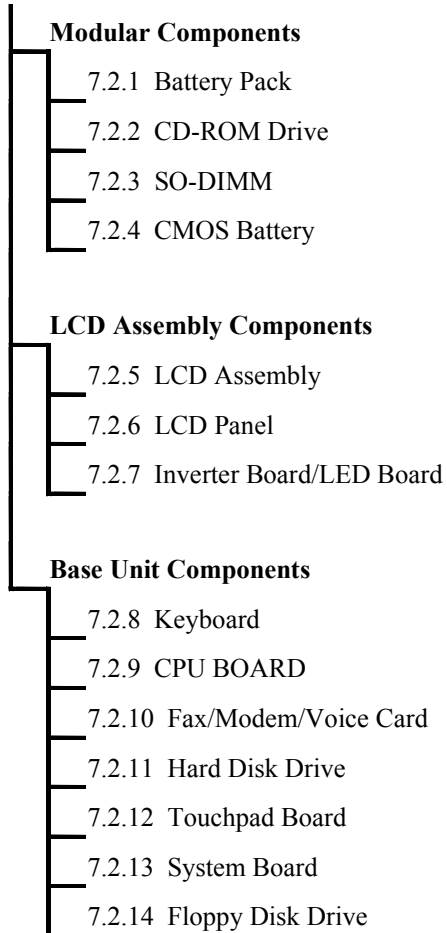 Modular Components
7.2.1 Battery Pack
7.2.2 CD-ROM Drive
7.2.3 SO-DIMM
7.2.4 CMOS Battery
LCD Assembly Components
7.2.5 LCD Assembly
7.2.6 LCD Panel
7.2.7 Inverter Board/LED Board
Base Unit Components
7.2.8 Keyboard
7.2.9 CPU BOARD
7.2.10 Fax/Modem/Voice Card
7.2.11 Hard Disk Drive
7.2.12 Touchpad Board
7.2.13 System Board
7.2.14 Floppy Disk Drive